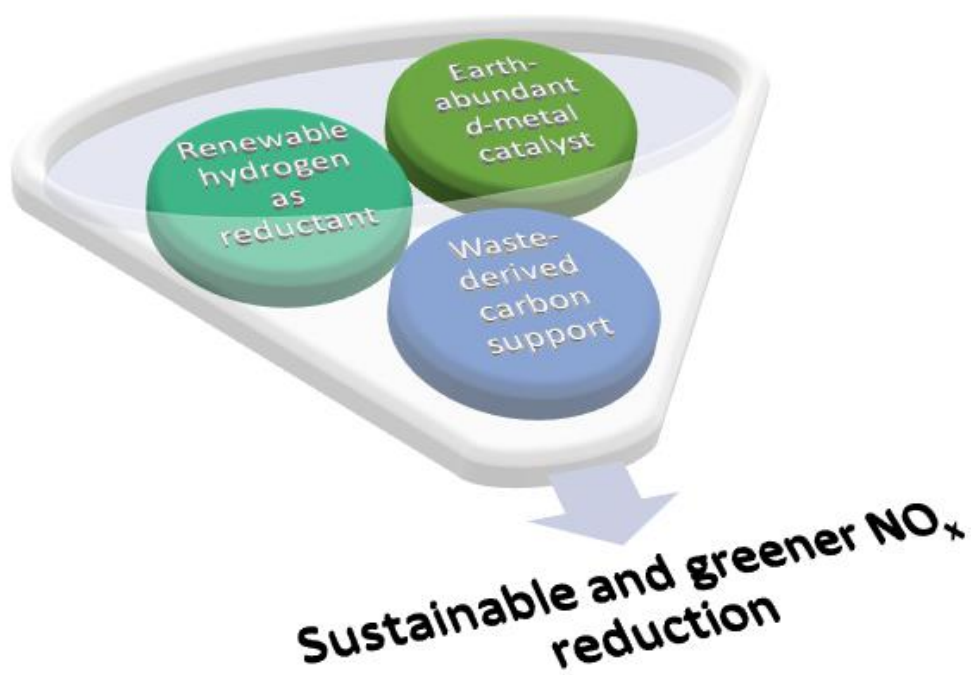 Earth-
abundant
d-metal
catalyst
Renewable
hydrogen
as
reductant
Waste-
derived
carbon
support
Sustainable and greener NOₓ
reduction